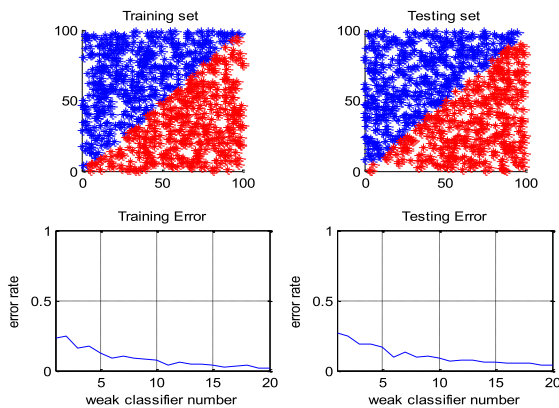 Training set
100
50
0
0 50 100
Testing set
100
50
0
0 50 100
Training Error
1
0.5
0
error rate
5 10 15 20
weak classifier number
Testing Error
1
0.5
0
error rate
5 10 15 20
weak classifier number